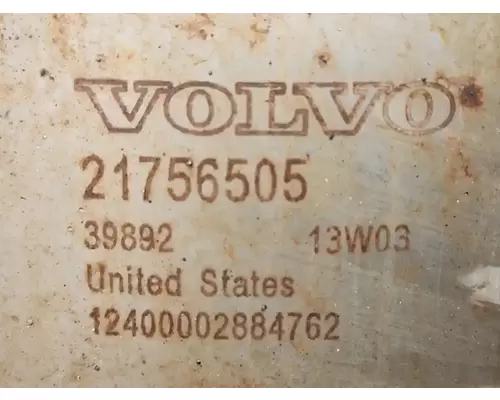 VOLVO
21756505
39892 13W03
United States
12400002884762